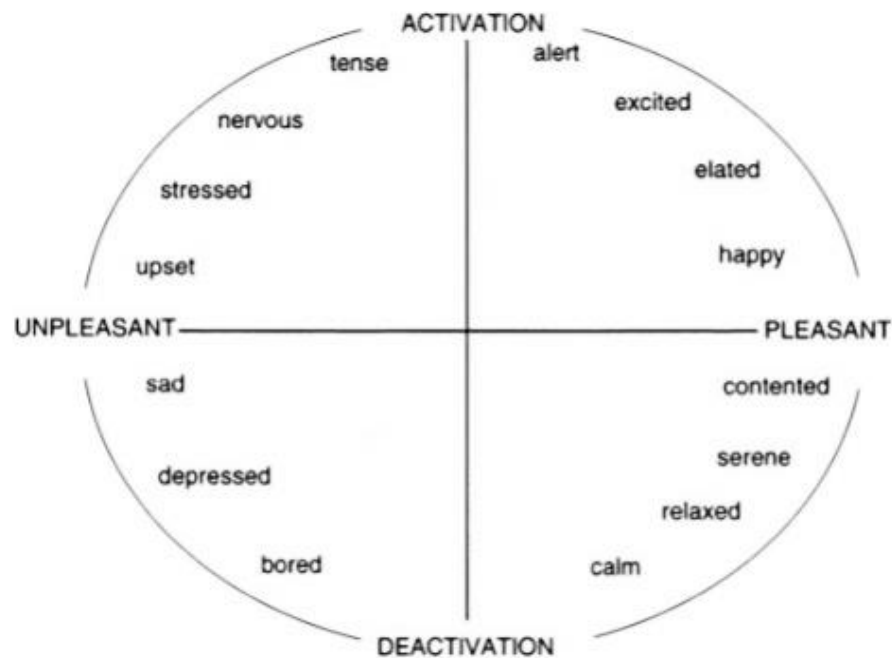 ACTIVATION
tense
alert
nervous
excited
stressed
elated
upset
happy
UNPLEASANT
PLEASANT
sad
contented
depressed
serene
relaxed
bored
calm
DEACTIVATION